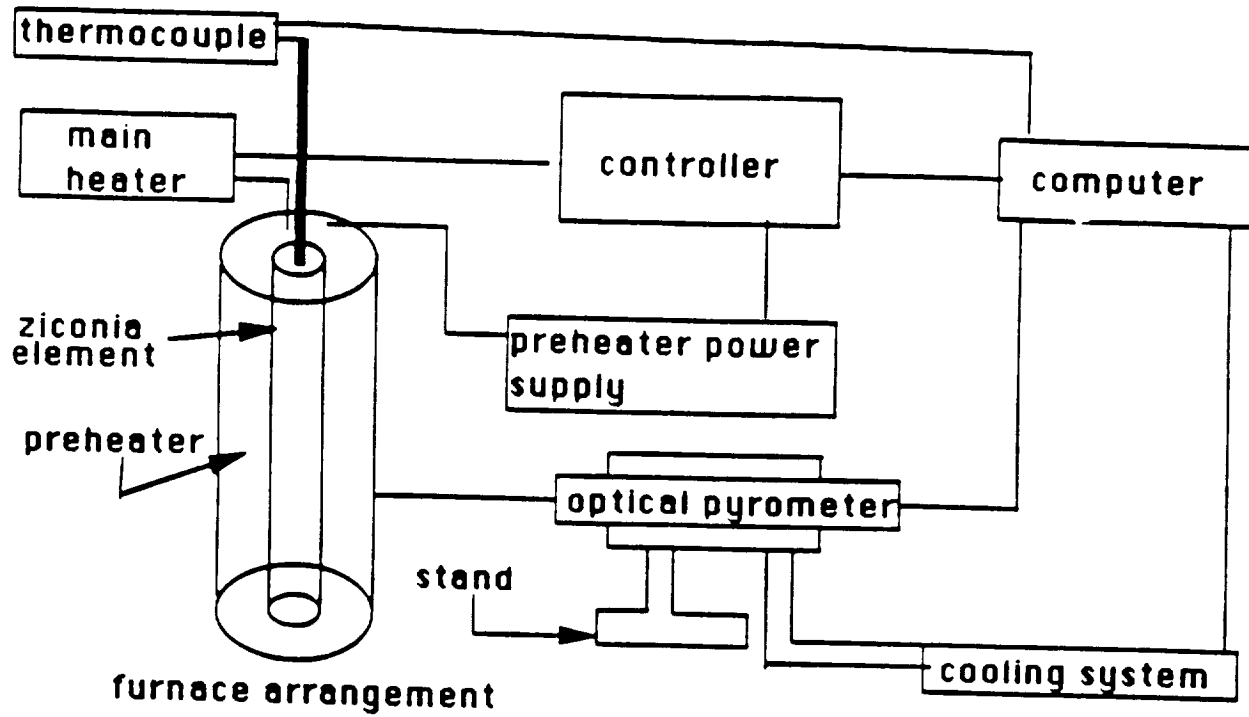 thermocouple
main
heater
controller
computer
ziconia
element
preheater power
supply
preheater
optical pyrometer
stand
cooling system
furnace arrangement